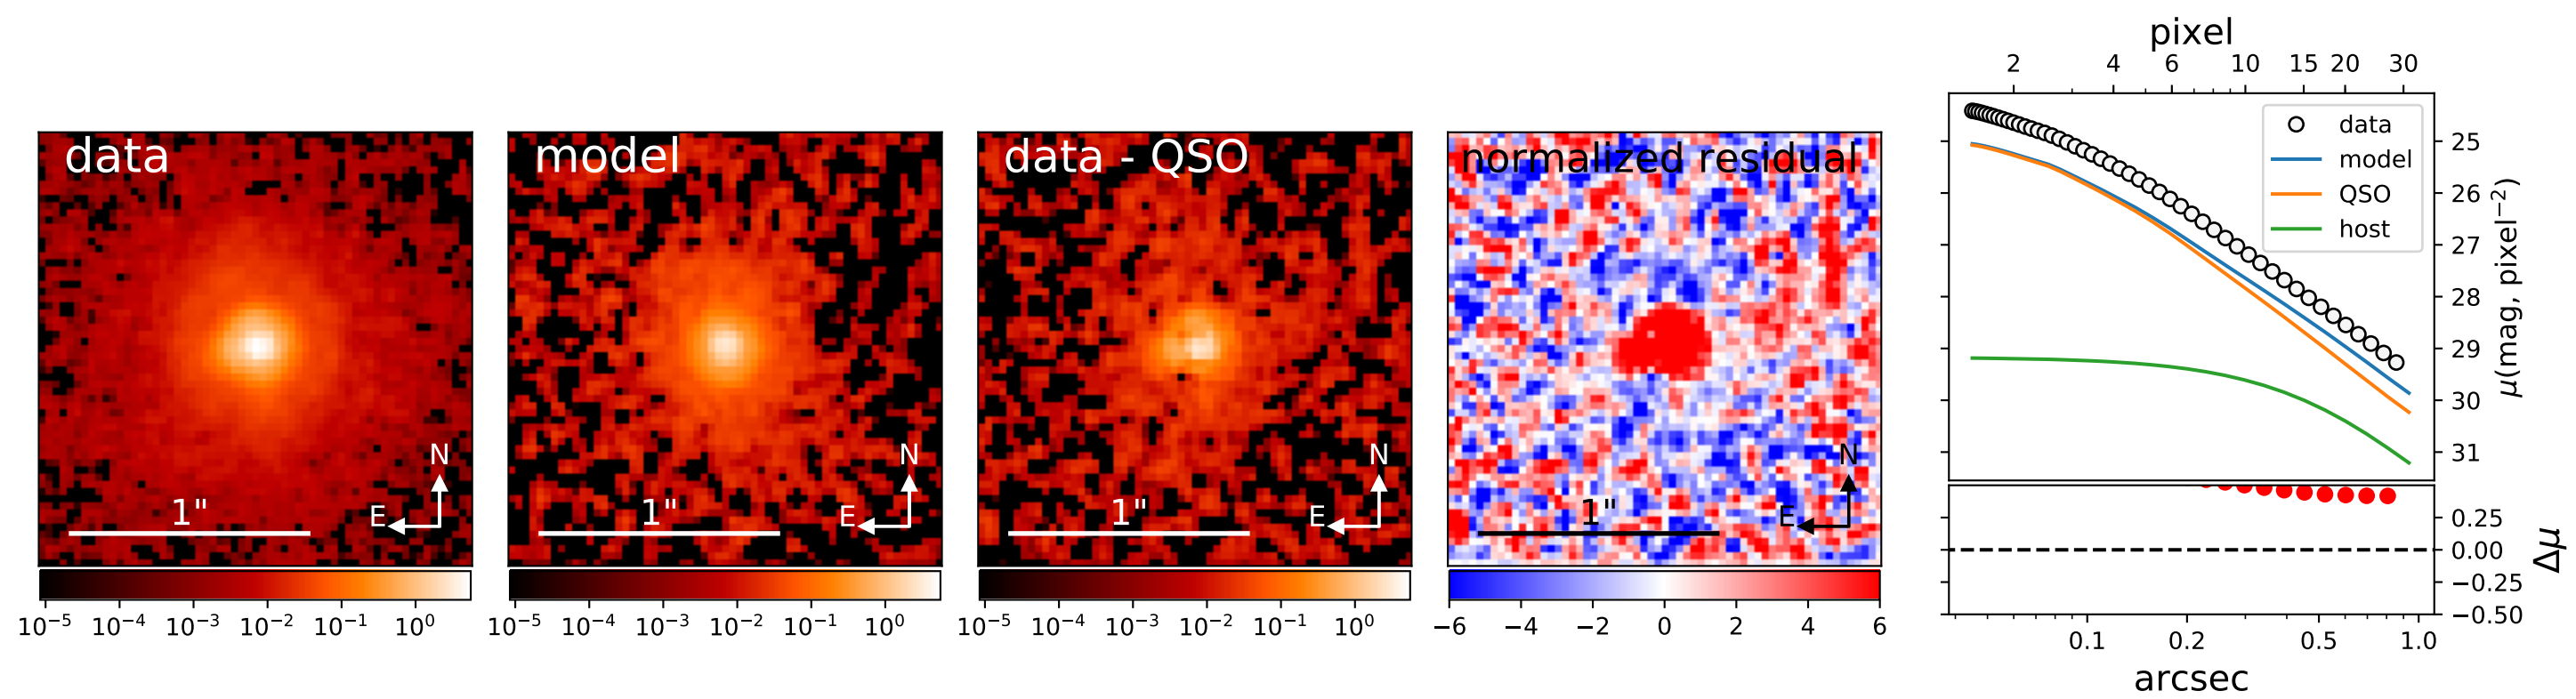 data
model
data - QSO
normalized residual
1"
N
E
1"
N
E
1"
N
E
1"
N
E
10⁻⁵ 10⁻⁴ 10⁻³ 10⁻² 10⁻¹ 10⁰
10⁻⁵ 10⁻⁴ 10⁻³ 10⁻² 10⁻¹ 10⁰
10⁻⁵ 10⁻⁴ 10⁻³ 10⁻² 10⁻¹ 10⁰
−6 −4 −2 0 2 4 6
pixel
2 4 6 10 15 20 30
data
model
QSO
host
25
26
27
28
29
30
31
μ(mag, pixel⁻²)
0.25
0.00
−0.25
−0.50
Δμ
0.1 0.2 0.5 1.0
arcsec